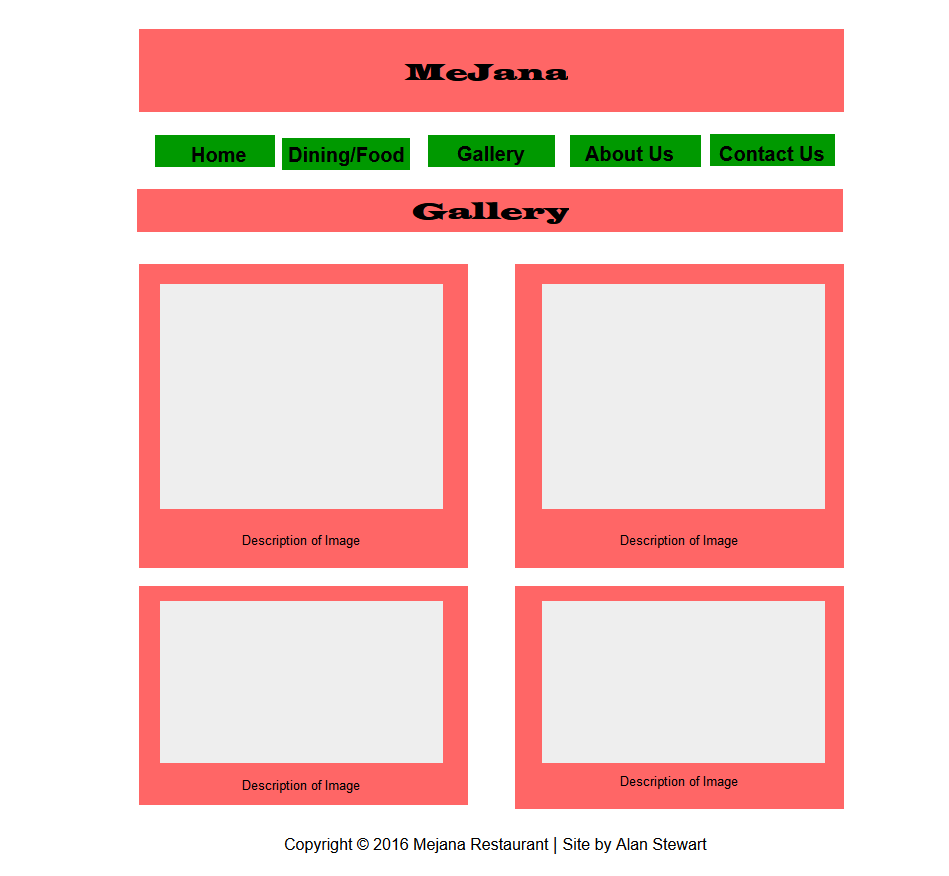 MeJana
Home Dining/Food Gallery About Us Contact Us
Gallery
Description of Image Description of Image
Description of Image Description of Image
Copyright © 2016 Mejana Restaurant | Site by Alan Stewart